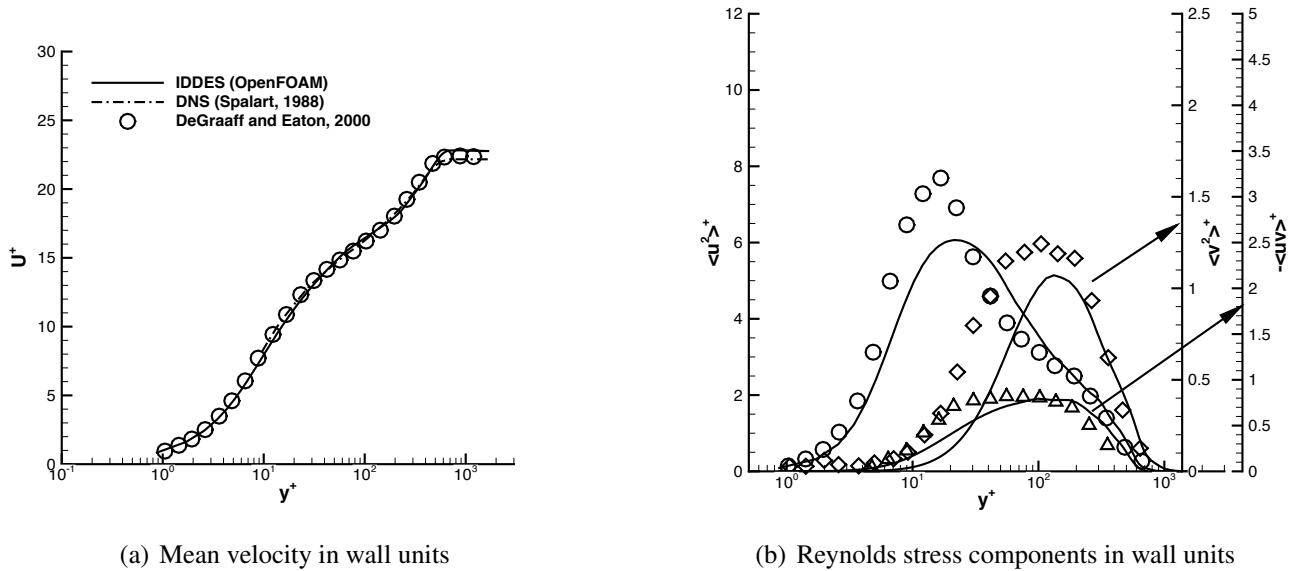 30
25
20
15
10
5
0
U⁺
10⁻¹ 10⁰ 10¹ 10² 10³
y⁺
IDDES (OpenFOAM)
DNS (Spalart, 1988)
DeGraaff and Eaton, 2000
(a) Mean velocity in wall units
12
10
8
6
4
2
0
<u²>⁺
10⁰ 10¹ 10² 10³
y⁺
2.5
2
1.5
1
0.5
0
<v²>⁺
5
4.5
4
3.5
3
2.5
2
1.5
1
0.5
0
-<uv>⁺
(b) Reynolds stress components in wall units